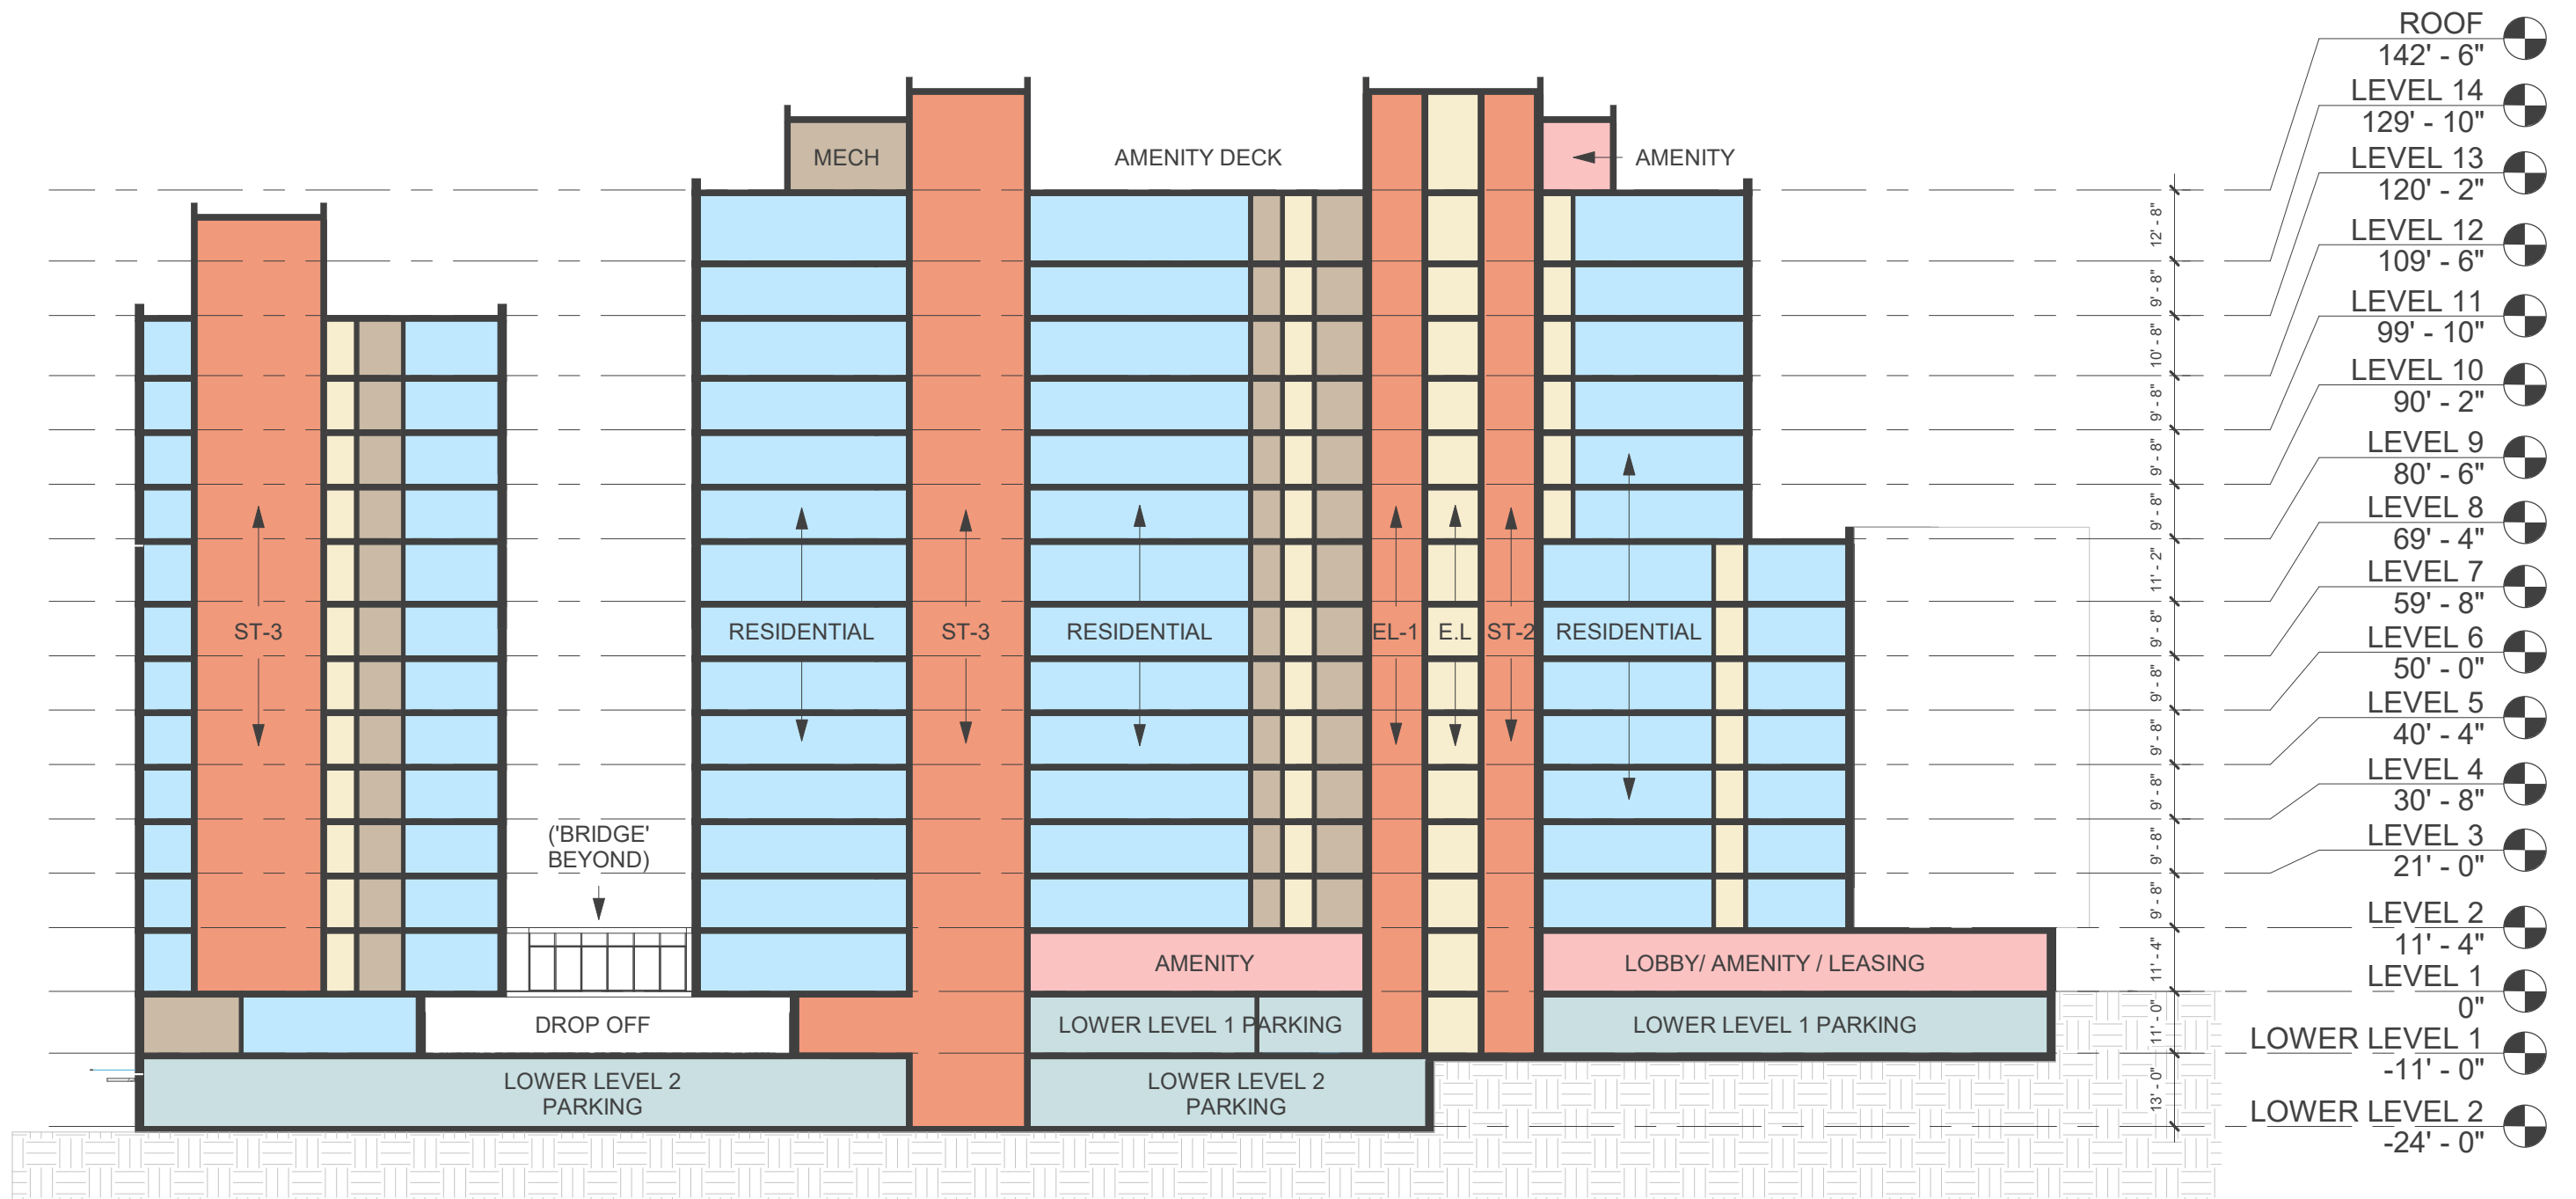 ROOF
142' - 6"
LEVEL 14
129' - 10"
LEVEL 13
120' - 2"
LEVEL 12
109' - 6"
LEVEL 11
99' - 10"
LEVEL 10
90' - 2"
LEVEL 9
80' - 6"
LEVEL 8
69' - 4"
LEVEL 7
59' - 8"
LEVEL 6
50' - 0"
LEVEL 5
40' - 4"
LEVEL 4
30' - 8"
LEVEL 3
21' - 0"
LEVEL 2
11' - 4"
LEVEL 1
0"
LOWER LEVEL 1
-11' - 0"
LOWER LEVEL 2
-24' - 0"
12' - 8"
9' - 8"
10' - 8"
9' - 8"
9' - 8"
9' - 8"
11' - 2"
9' - 8"
9' - 8"
9' - 8"
9' - 8"
9' - 8"
9' - 8"
11' - 4"
11' - 0"
13' - 0"
MECH
AMENITY DECK
AMENITY
ST-3
RESIDENTIAL
ST-3
RESIDENTIAL
EL-1
E.L
ST-2
RESIDENTIAL
('BRIDGE'
BEYOND)
AMENITY
LOBBY/ AMENITY / LEASING
DROP OFF
LOWER LEVEL 1 PARKING
LOWER LEVEL 1 PARKING
LOWER LEVEL 2
PARKING
LOWER LEVEL 2
PARKING